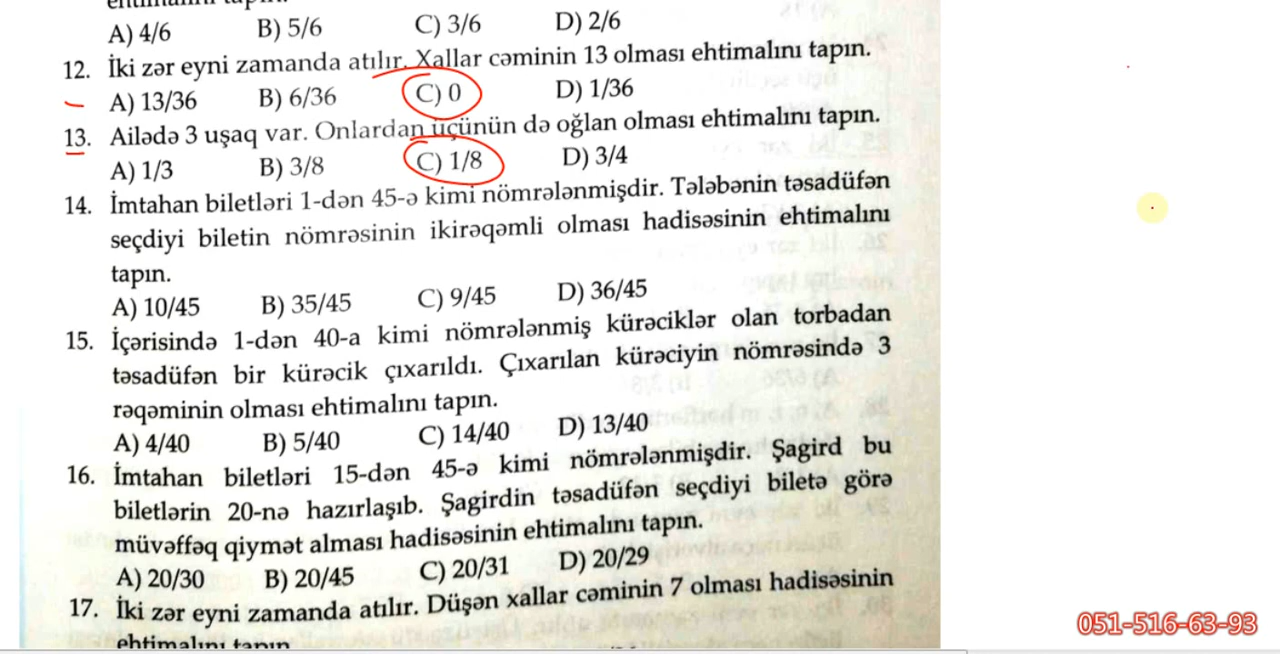 A) 4/6 B) 5/6 C) 3/6 D) 2/6
12. İki zər eyni zamanda atılır. Xallar cəminin 13 olması ehtimalını tapın.
A) 13/36 B) 6/36 C) 0 D) 1/36
13. Ailədə 3 uşaq var. Onlardan üçünün də oğlan olması ehtimalını tapın.
A) 1/3 B) 3/8 C) 1/8 D) 3/4
14. İmtahan biletləri 1-dən 45-ə kimi nömrələnmişdir. Tələbənin təsadüfən
seçdiyi biletin nömrəsinin ikirəqəmli olması hadisəsinin ehtimalını
tapın.
A) 10/45 B) 35/45 C) 9/45 D) 36/45
15. İçərisində 1-dən 40-a kimi nömrələnmiş kürəciklər olan torbadan
təsadüfən bir kürəcik çıxarıldı. Çıxarılan kürəciyin nömrəsində 3
rəqəminin olması ehtimalını tapın.
A) 4/40 B) 5/40 C) 14/40 D) 13/40
16. İmtahan biletləri 15-dən 45-ə kimi nömrələnmişdir. Şagird bu
biletlərin 20-nə hazırlaşıb. Şagirdin təsadüfən seçdiyi biletə görə
müvəffəq qiymət alması hadisəsinin ehtimalını tapın.
A) 20/30 B) 20/45 C) 20/31 D) 20/29
17. İki zər eyni zamanda atılır. Düşən xallar cəminin 7 olması hadisəsinin
ehtimalını tapın
051-516-63-93